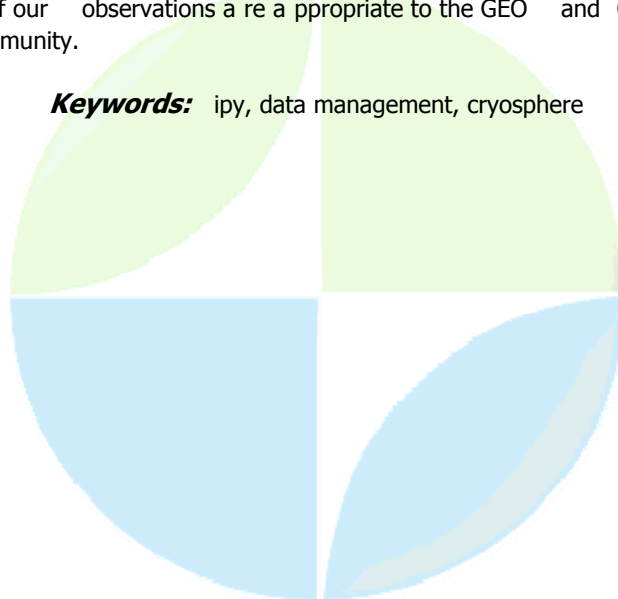 f our observations a re a ppropriate to the GEO and
munity.
Keywords: ipy, data management, cryosphere